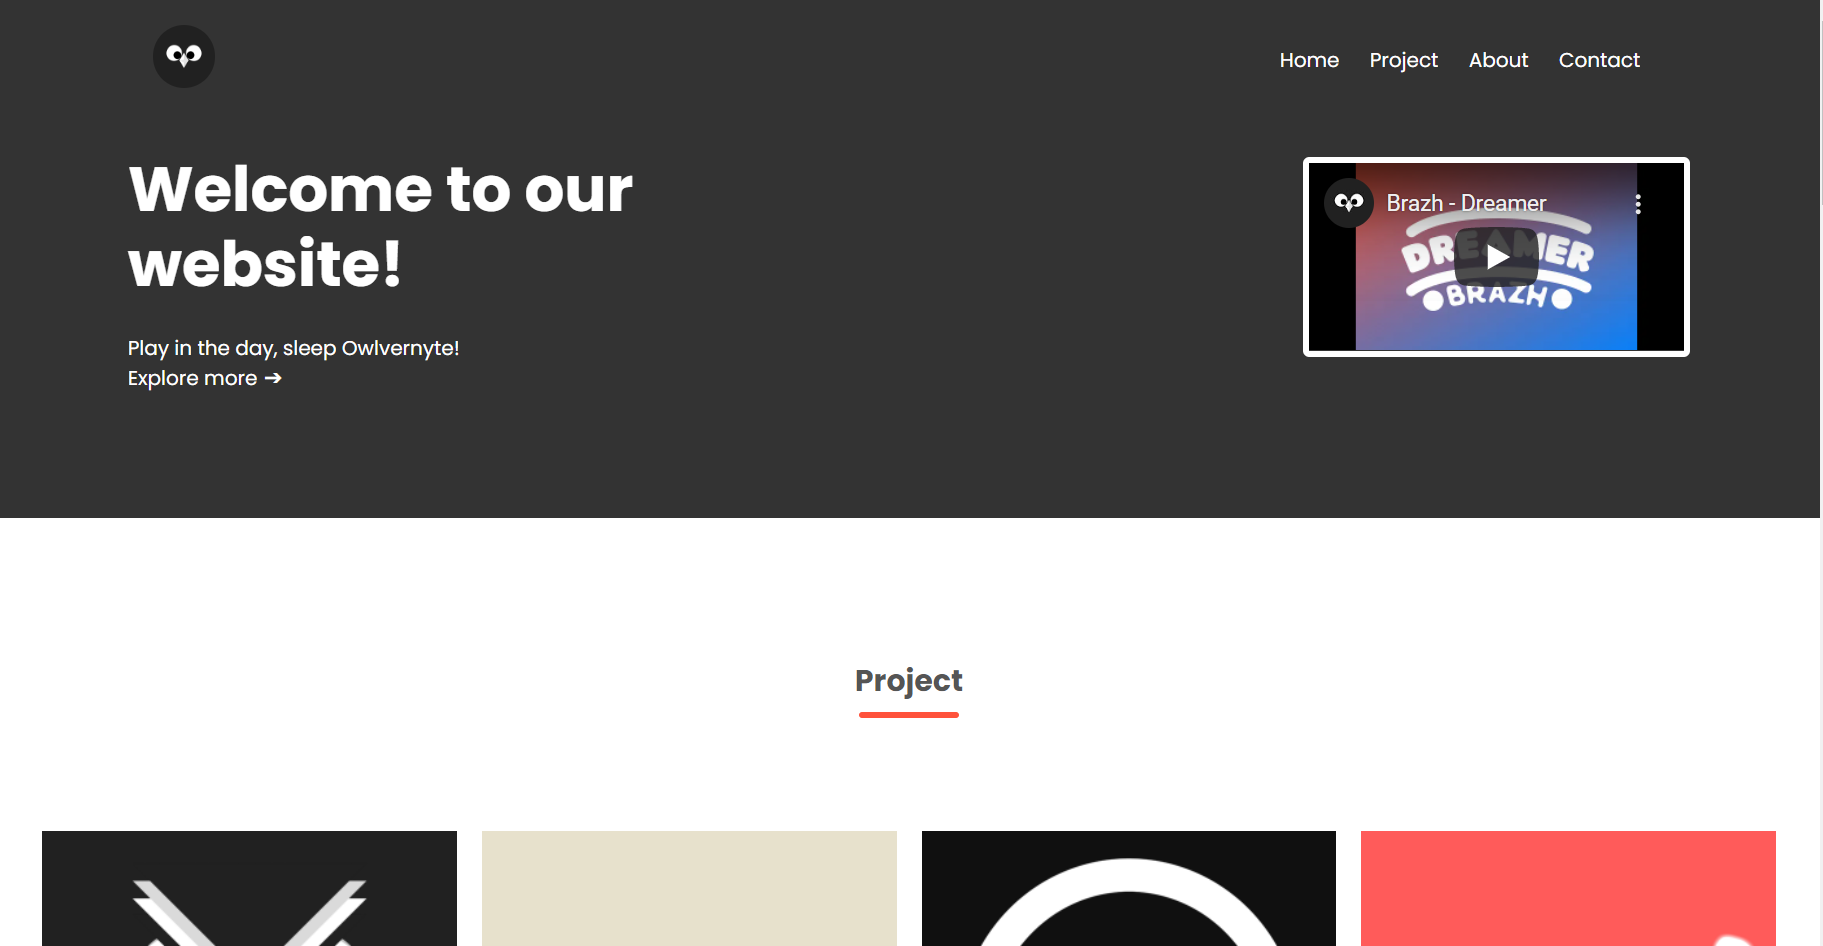 Home Project About Contact
Welcome to our
website!
Brazh - Dreamer
DREAMER
BRAZH
Play in the day, sleep Owlvernyte!
Explore more ➔
Project